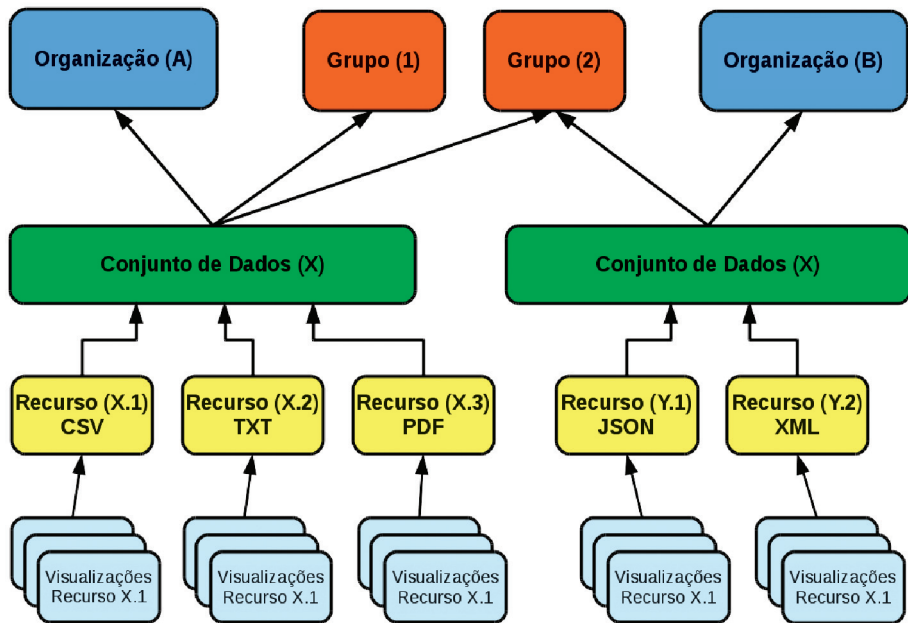 Organização (A)
Grupo (1)
Grupo (2)
Organização (B)
Conjunto de Dados (X)
Conjunto de Dados (X)
Recurso (X.1)
CSV
Recurso (X.2)
TXT
Recurso (X.3)
PDF
Recurso (Y.1)
JSON
Recurso (Y.2)
XML
Visualizações
Recurso X.1
Visualizações
Recurso X.1
Visualizações
Recurso X.1
Visualizações
Recurso X.1
Visualizações
Recurso X.1